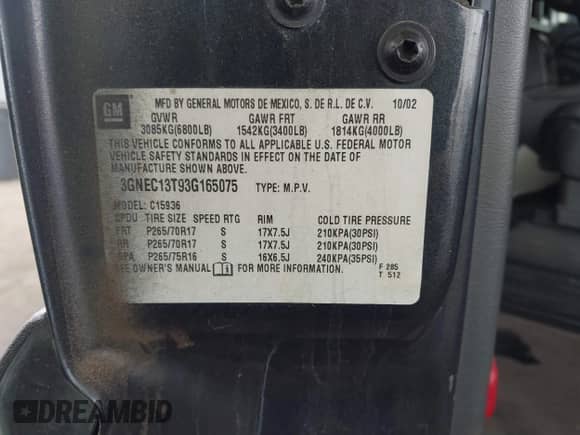 GM
MFD BY GENERAL MOTORS DE MEXICO, S. DE R.L. DE C.V. 10/02
GVWR GAWR FRT GAWR RR
3085KG(6800LB) 1542KG(3400LB) 1814KG(4000LB)
THIS VEHICLE CONFORMS TO ALL APPLICABLE U.S. FEDERAL MOTOR
VEHICLE SAFETY STANDARDS IN EFFECT ON THE DATE OF
MANUFACTURE SHOWN ABOVE.
3GNEC13T93G165075 TYPE: M.P.V.
MODEL: C15936
SPDU TIRE SIZE SPEED RTG RIM COLD TIRE PRESSURE
FRT P265/70R17 S 17X7.5J 210KPA(30PSI)
RR P265/70R17 S 17X7.5J 210KPA(30PSI)
SPA P265/75R16 S 16X6.5J 240KPA(35PSI)
SEE OWNER'S MANUAL FOR MORE INFORMATION.
F 285
T 512
DREAMBID